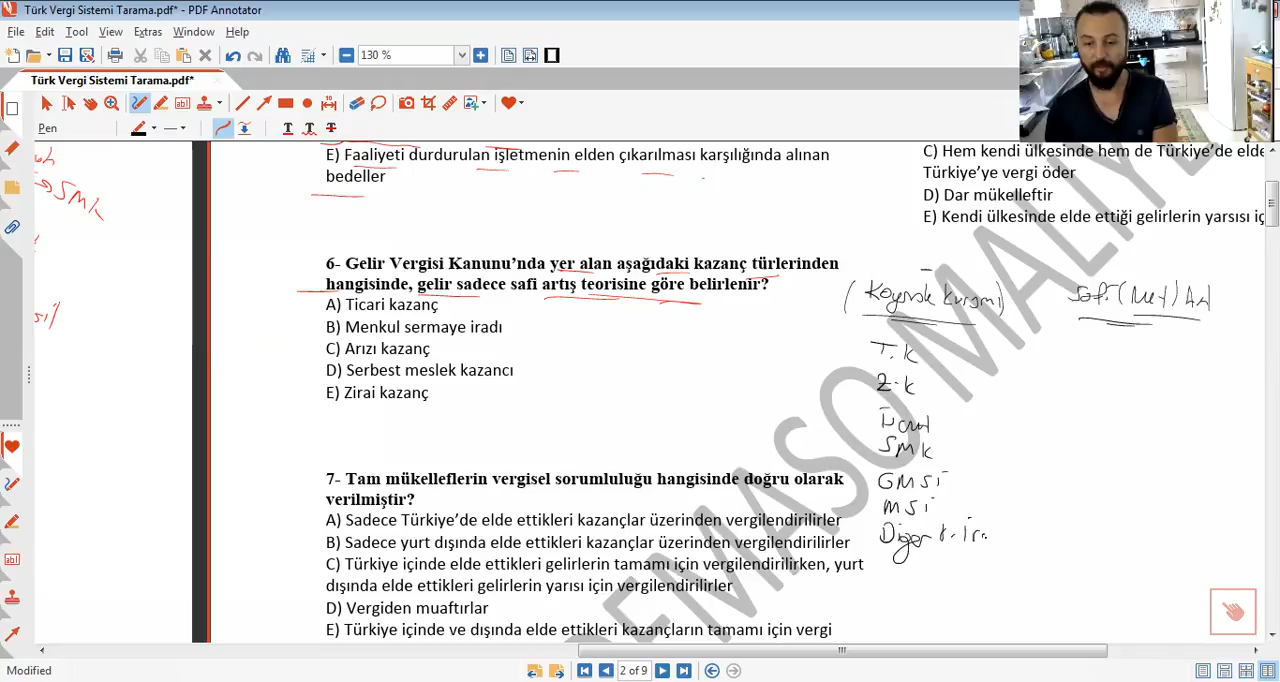 Türk Vergi Sistemi Tarama.pdf* - PDF Annotator
File Edit Tool View Extras Window Help
130 %
Türk Vergi Sistemi Tarama.pdf*
Pen
SMK
E) Faaliyeti durdurulan işletmenin elden çıkarılması karşılığında alınan
bedeller
6- Gelir Vergisi Kanunu’nda yer alan aşağıdaki kazanç türlerinden
hangisinde, gelir sadece safi artış teorisine göre belirlenir?
A) Ticari kazanç
B) Menkul sermaye iradı
C) Arızi kazanç
D) Serbest meslek kazancı
E) Zirai kazanç
7- Tam mükelleflerin vergisel sorumluluğu hangisinde doğru olarak
verilmiştir?
A) Sadece Türkiye’de elde ettikleri kazançlar üzerinden vergilendirilirler
B) Sadece yurt dışında elde ettikleri kazançlar üzerinden vergilendirilirler
C) Türkiye içinde elde ettikleri gelirlerin tamamı için vergilendirilirken, yurt
dışında elde ettikleri gelirlerin yarısı için vergilendirilirler
D) Vergiden muaftırlar
E) Türkiye içinde ve dışında elde ettikleri kazançların tamamı için vergi
C) Hem kendi ülkesinde hem de Türkiye’de elde
Türkiye’ye vergi öder
D) Dar mükelleftir
E) Kendi ülkesinde elde ettiği gelirlerin yarsısı iç
Safi (Net) Art
T.K
Z.K
SMK
GMSİ
MSİ
Diğer
DEMASO MALİYE
Modified
2 of 9